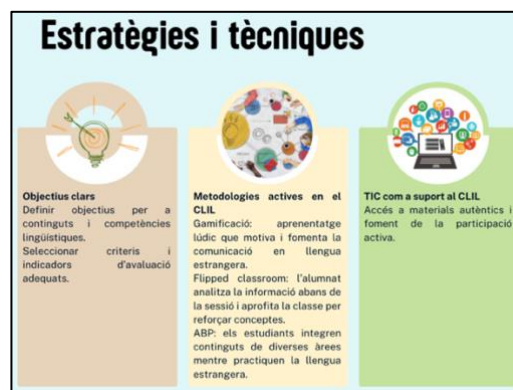 Estratègies i tècniques
Objectius clars
Definir objectius per a
continguts i competències
lingüístiques.
Seleccionar criteris i
indicadors d'avaluació
adequats.
Metodologies actives en el
CLIL
Gamificació: aprenentatge
lúdic que motiva i fomenta la
comunicació en llengua
estrangera.
Flipped classroom: l'alumnat
analitza la informació abans de
la sessió i aprofita la classe per
reforçar conceptes.
ABP: els estudiants integren
continguts de diverses àrees
mentre practiquen la llengua
estrangera.
TIC com a suport al CLIL
Accés a materials autèntics i
foment de la participació
activa.